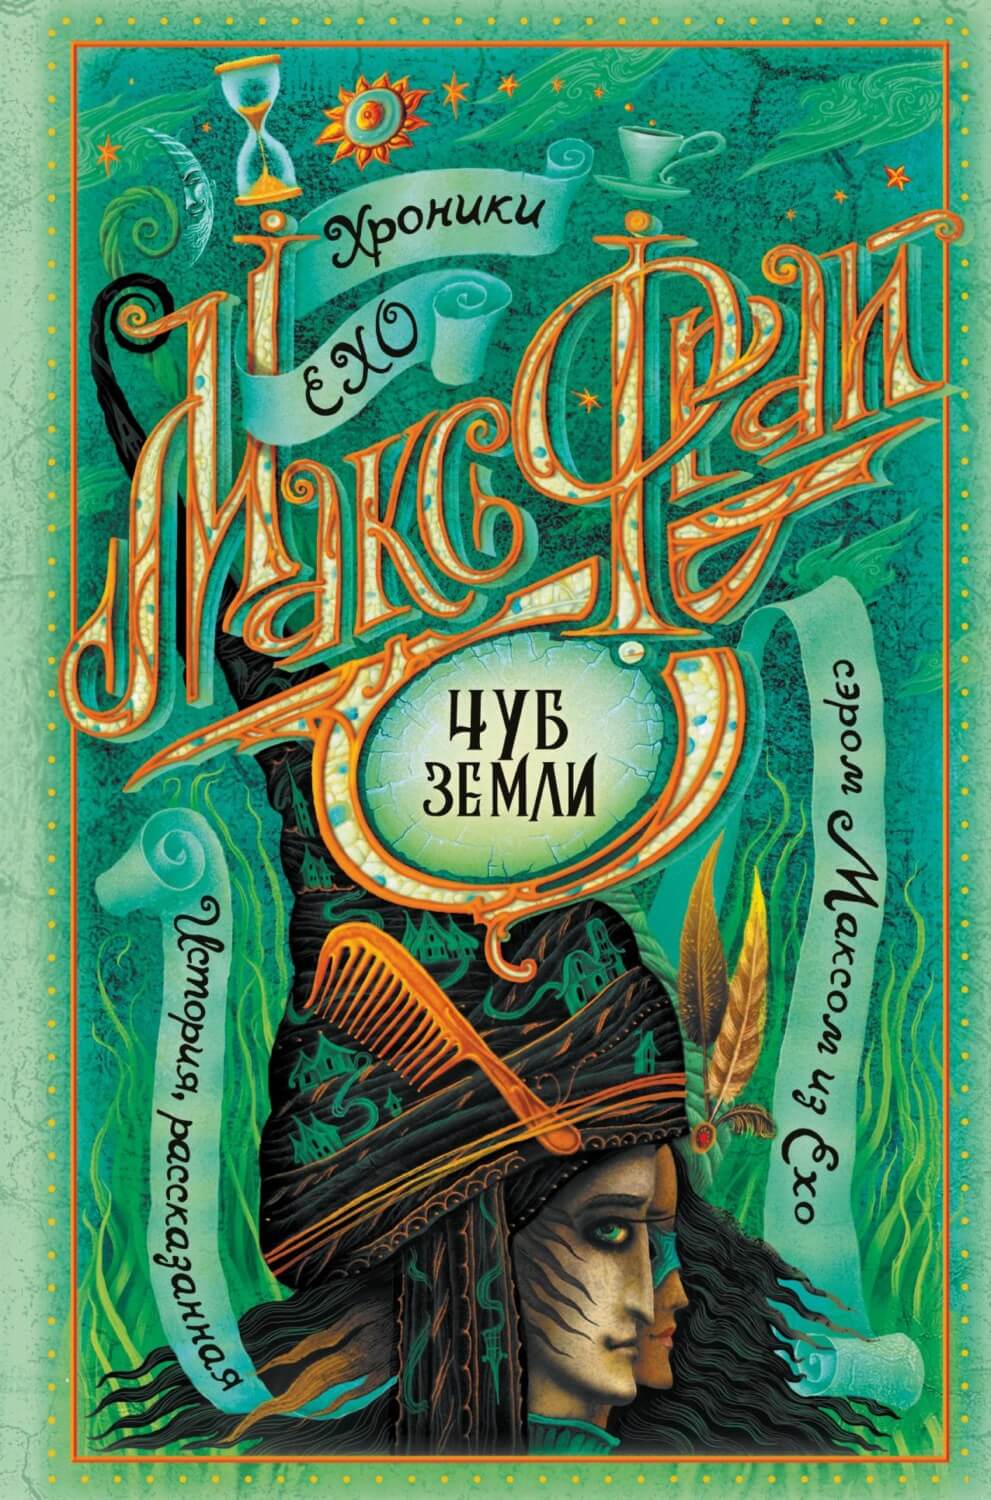 Хроники
ЕХО
Макс Фрай
ЧУБ
ЗЕМЛИ
История, рассказанная
сэром Максом из Ехо